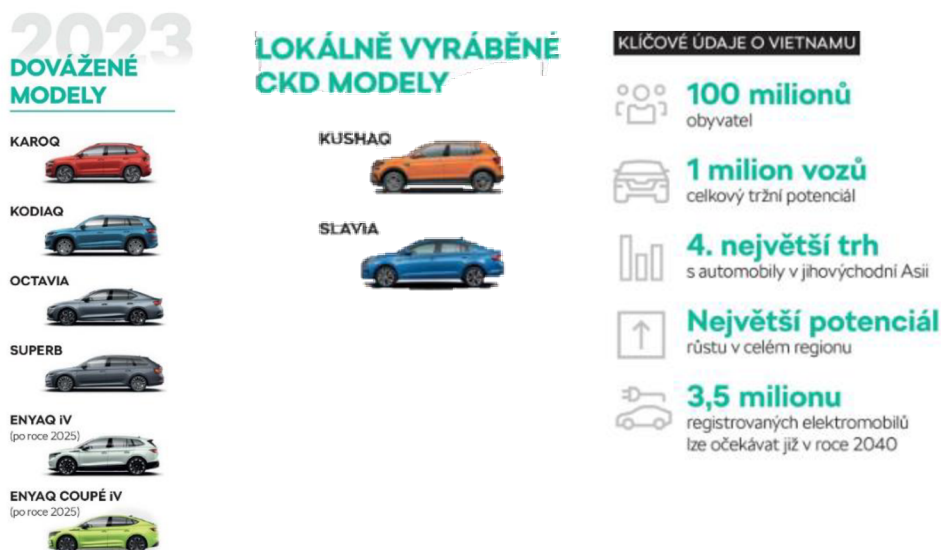 2023
DOVÁŽENÉ
MODELY
KAROQ
KODIAQ
OCTAVIA
SUPERB
ENYAQ iV
(po roce 2025)
ENYAQ COUPÉ iV
(po roce 2025)
LOKÁLNĚ VYRÁBĚNÉ
CKD MODELY
KUSHAQ
SLAVIA
KLÍČOVÉ ÚDAJE O VIETNAMU
100 milionů
obyvatel
1 milion vozů
celkový tržní potenciál
4. největší trh
s automobily v jihovýchodní Asii
Největší potenciál
růstu v celém regionu
3,5 milionu
registrovaných elektromobilů
lze očekávat již v roce 2040